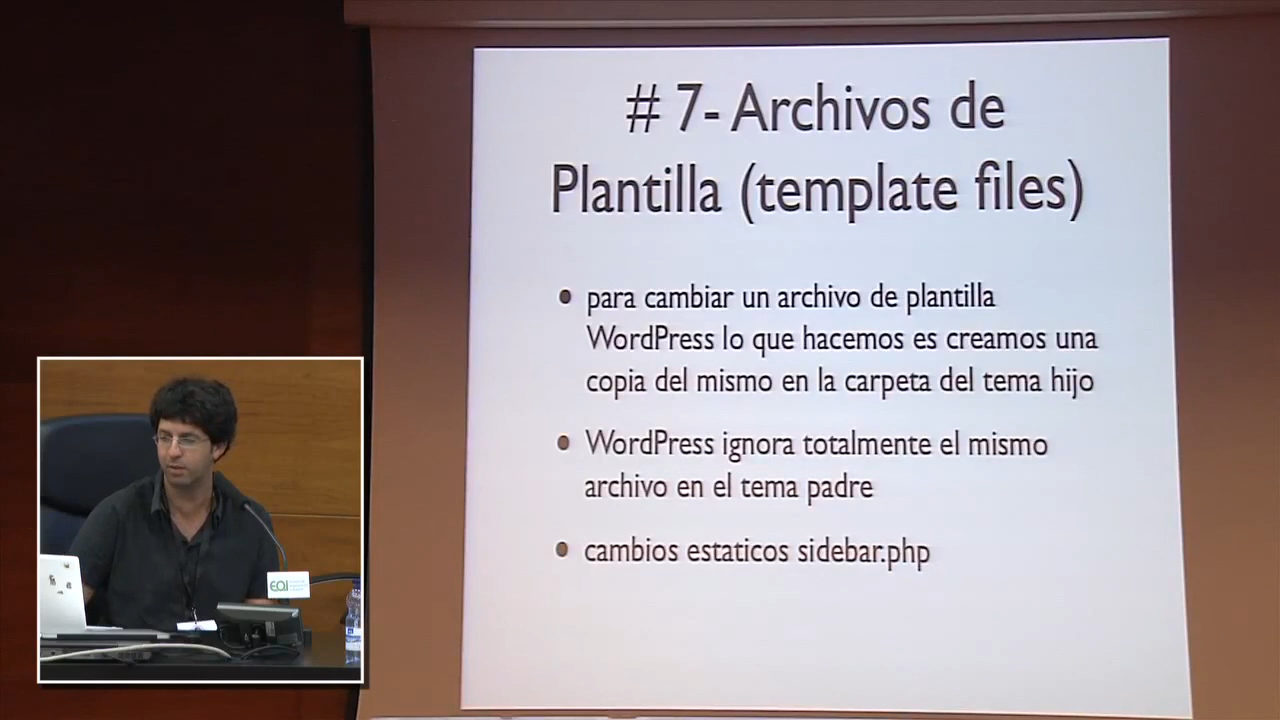 # 7- Archivos de
Plantilla (template files)
• para cambiar un archivo de plantilla
WordPress lo que hacemos es creamos una
copia del mismo en la carpeta del tema hijo
• WordPress ignora totalmente el mismo
archivo en el tema padre
• cambios estaticos sidebar.php
EOI